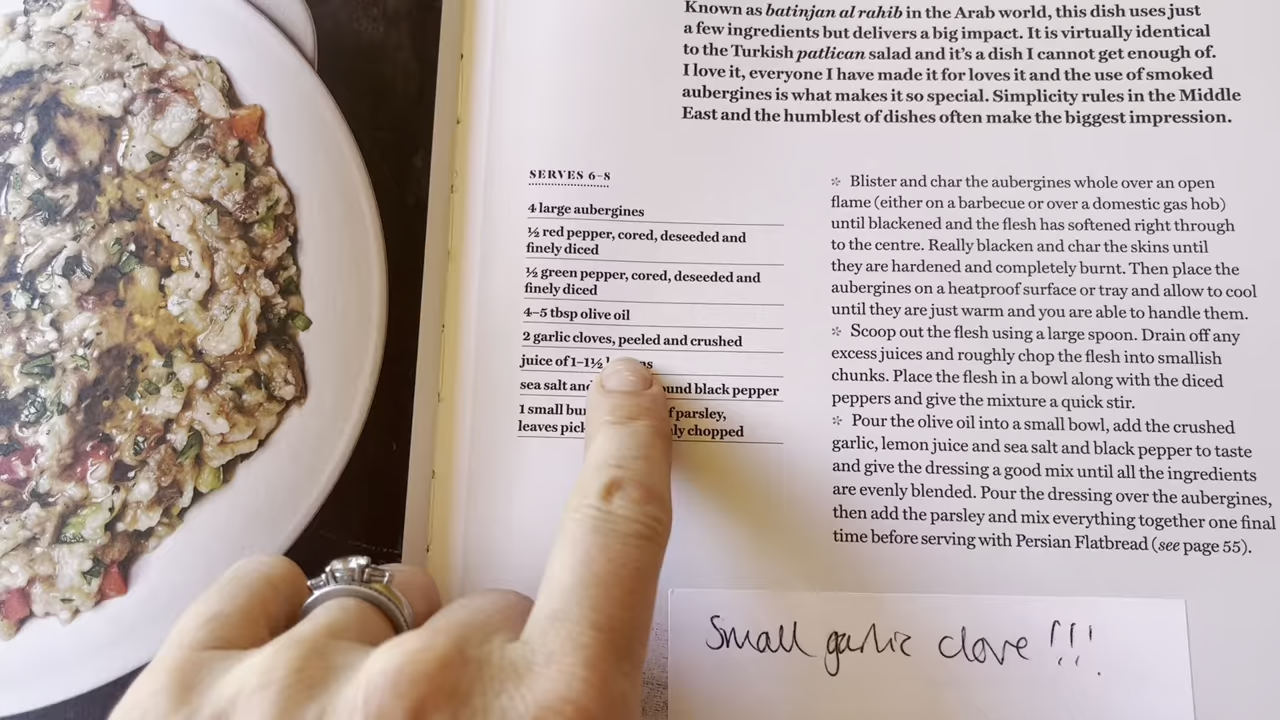 Known as batinjan al rahib in the Arab world, this dish uses just
a few ingredients but delivers a big impact. It is virtually identical
to the Turkish patlican salad and it's a dish I cannot get enough of.
I love it, everyone I have made it for loves it and the use of smoked
aubergines is what makes it so special. Simplicity rules in the Middle
East and the humblest of dishes often make the biggest impression.
SERVES 6–8
4 large aubergines
½ red pepper, cored, deseeded and
finely diced
½ green pepper, cored, deseeded and
finely diced
4–5 tbsp olive oil
2 garlic cloves, peeled and crushed
juice of 1–1½
sea salt and black pepper
1 small parsley,
leaves chopped
✲ Blister and char the aubergines whole over an open
flame (either on a barbecue or over a domestic gas hob)
until blackened and the flesh has softened right through
to the centre. Really blacken and char the skins until
they are hardened and completely burnt. Then place the
aubergines on a heatproof surface or tray and allow to cool
until they are just warm and you are able to handle them.
✲ Scoop out the flesh using a large spoon. Drain off any
excess juices and roughly chop the flesh into smallish
chunks. Place the flesh in a bowl along with the diced
peppers and give the mixture a quick stir.
✲ Pour the olive oil into a small bowl, add the crushed
garlic, lemon juice and sea salt and black pepper to taste
and give the dressing a good mix until all the ingredients
are evenly blended. Pour the dressing over the aubergines,
then add the parsley and mix everything together one final
time before serving with Persian Flatbread (see page 55).
Small garlic clove !!!